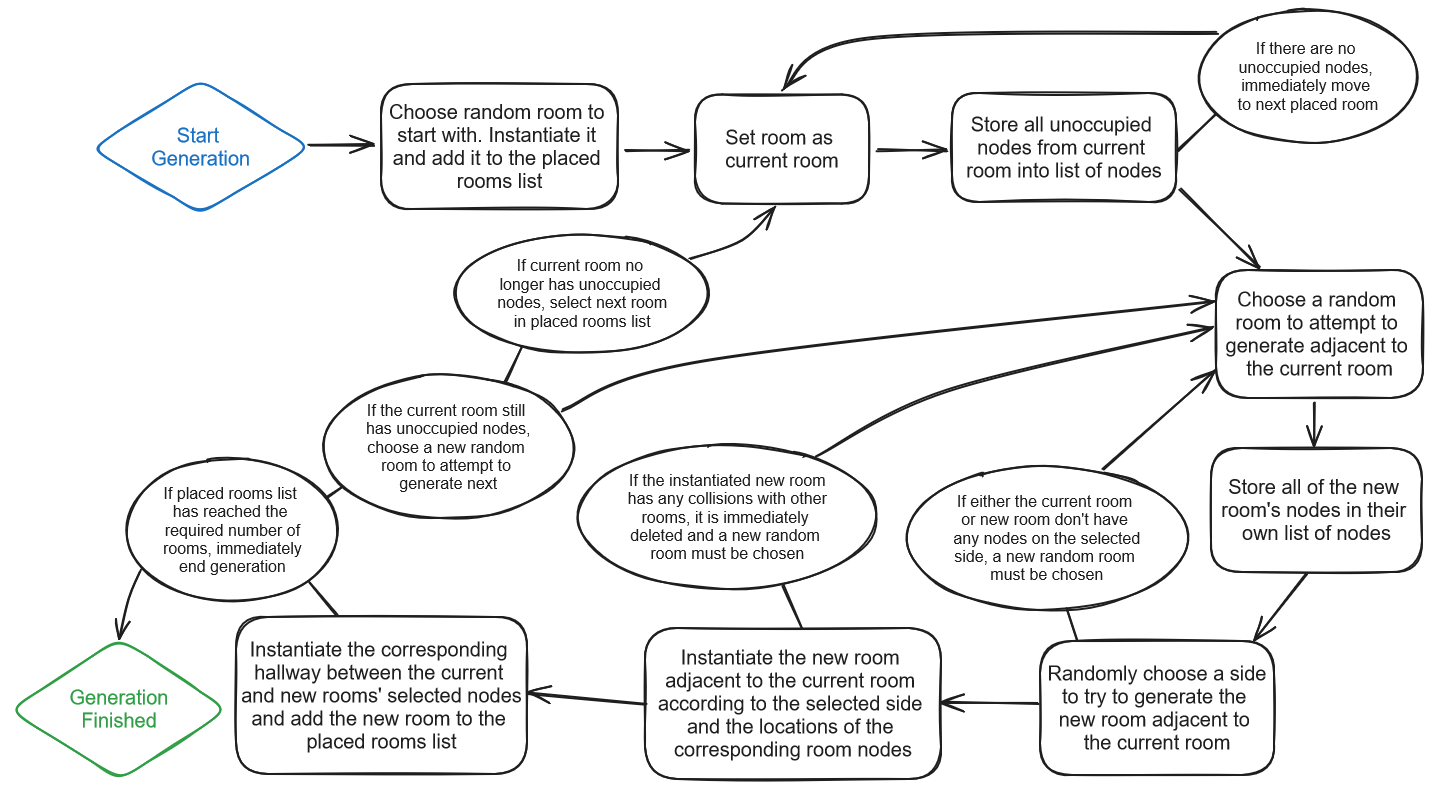 Start
Generation
Choose random room to
start with. Instantiate it
and add it to the placed
rooms list
Set room as
current room
Store all unoccupied
nodes from current
room into list of nodes
If there are no
unoccupied nodes,
immediately move
to next placed room
Choose a random
room to attempt to
generate adjacent to
the current room
Store all of the new
room's nodes in their
own list of nodes
Randomly choose a side
to try to generate the
new room adjacent to
the current room
If either the current room
or new room don't have
any nodes on the selected
side, a new random room
must be chosen
Instantiate the new room
adjacent to the current room
according to the selected side
and the locations of the
corresponding room nodes
If the instantiated new room
has any collisions with other
rooms, it is immediately
deleted and a new random
room must be chosen
Instantiate the corresponding
hallway between the current
and new rooms' selected nodes
and add the new room to the
placed rooms list
If placed rooms list
has reached the
required number of
rooms, immediately
end generation
If the current room still
has unoccupied nodes,
choose a new random
room to attempt to
generate next
If current room no
longer has unoccupied
nodes, select next room
in placed rooms list
Generation
Finished